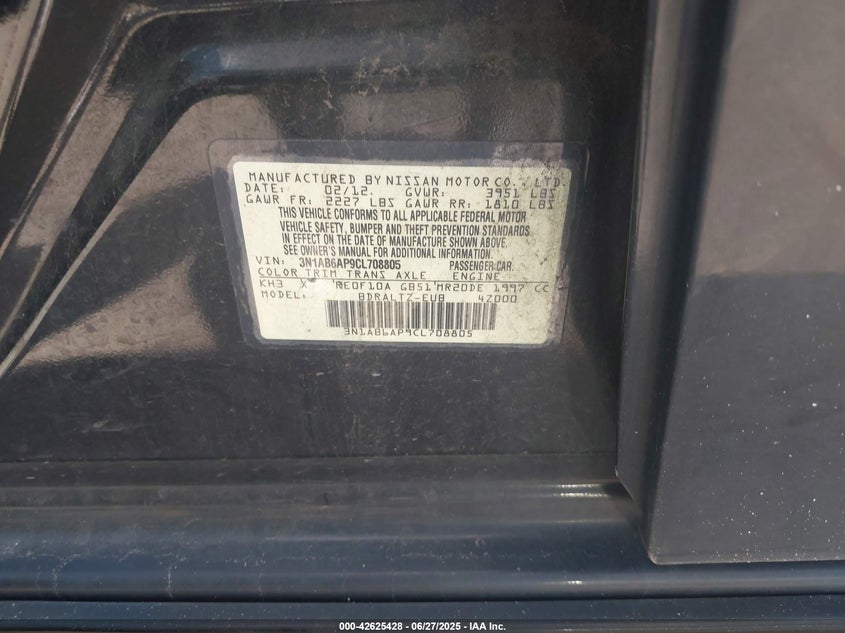 MANUFACTURED BY NISSAN MOTOR CO., LTD.
DATE: 02/12. GVWR: 3951 LBS
GAWR FR: 2227 LBS GAWR RR: 1810 LBS
THIS VEHICLE CONFORMS TO ALL APPLICABLE FEDERAL MOTOR
VEHICLE SAFETY, BUMPER AND THEFT PREVENTION STANDARDS
IN EFFECT ON THE DATE OF MANUFACTURE SHOWN ABOVE.
SEE OWNER'S MANUAL FOR ADDITIONAL INFORMATION.
VIN: 3N1AB6AP9CL708805 PASSENGER CAR.
COLOR TRIM TRANS AXLE ENGINE
KH3 X RE0F10A GB51 MR20DE 1997 CC
MODEL: BDRALTZ-EUB 4Z000
3N1AB6AP9CL708805
000-42625428 - 06/27/2025 - IAA Inc.